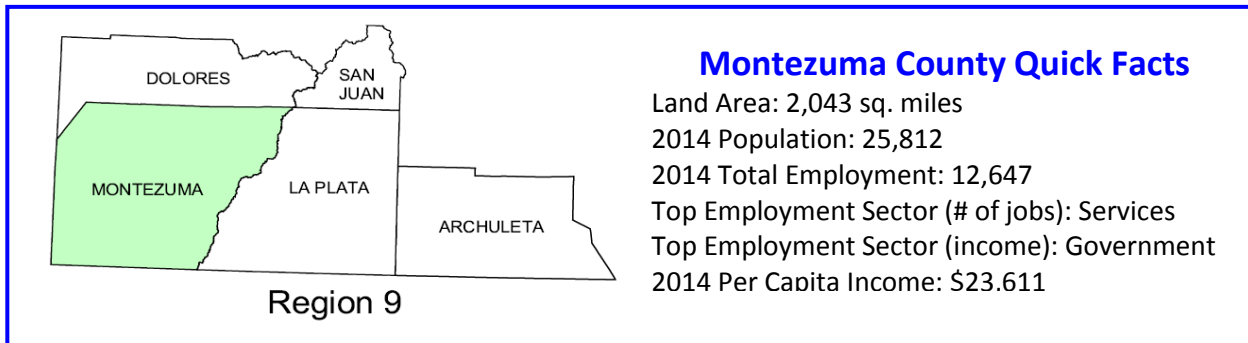 DOLORES
SAN
JUAN
MONTEZUMA
LA PLATA
ARCHULETA
Region 9
Montezuma County Quick Facts
Land Area: 2,043 sq. miles
2014 Population: 25,812
2014 Total Employment: 12,647
Top Employment Sector (# of jobs): Services
Top Employment Sector (income): Government
2014 Per Capita Income: $23.611